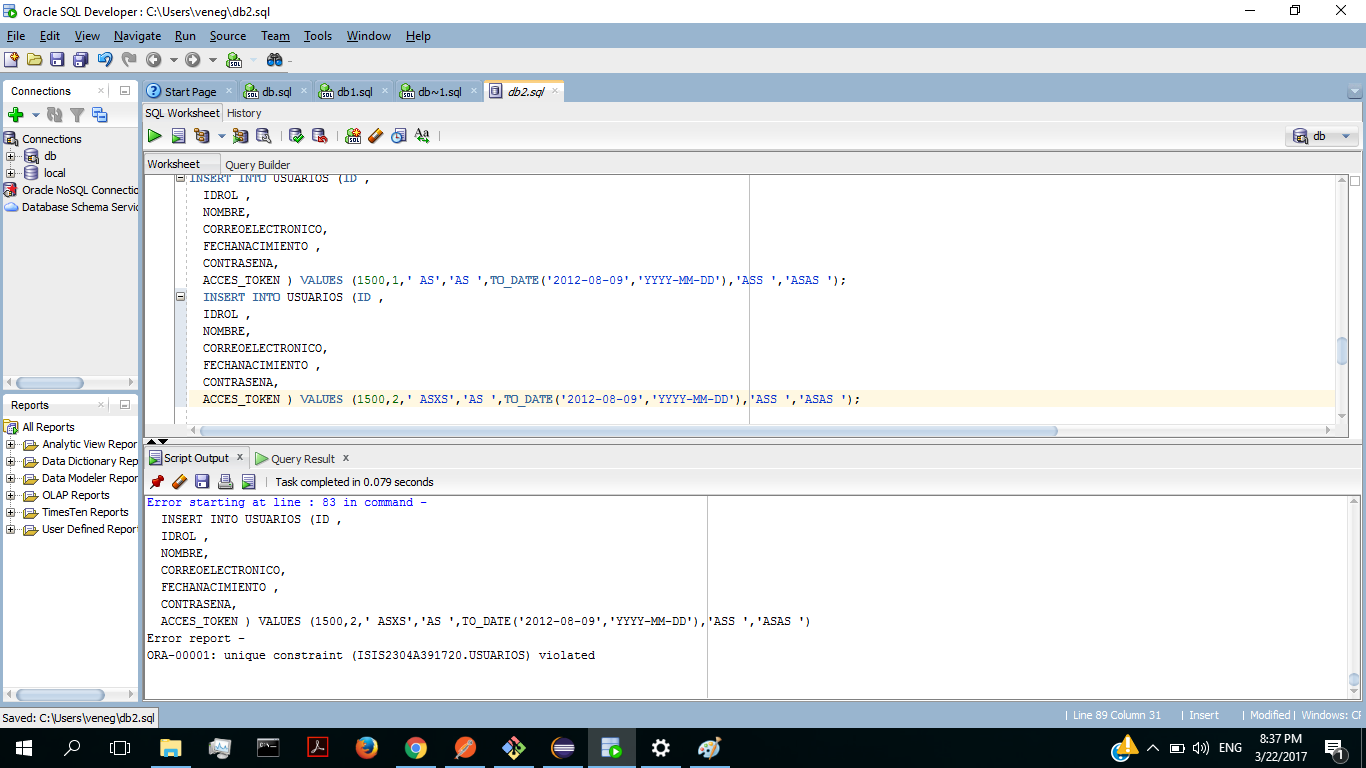 Oracle SQL Developer : C:\Users\veneg\db2.sql
File Edit View Navigate Run Source Team Tools Window Help
Connections
Connections
db
local
Oracle NoSQL Connectio
Database Schema Servic
Reports
All Reports
Analytic View Repor
Data Dictionary Rep
Data Modeler Repor
OLAP Reports
TimesTen Reports
User Defined Report
Start Page db.sql db1.sql db~1.sql db2.sql
SQL Worksheet History
Aa
db
Worksheet Query Builder
INSERT INTO USUARIOS (ID ,
IDROL ,
NOMBRE,
CORREOELECTRONICO,
FECHANACIMIENTO ,
CONTRASENA,
ACCES_TOKEN ) VALUES (1500,1,' AS','AS ',TO_DATE('2012-08-09','YYYY-MM-DD'),'ASS ','ASAS ');
INSERT INTO USUARIOS (ID ,
IDROL ,
NOMBRE,
CORREOELECTRONICO,
FECHANACIMIENTO ,
CONTRASENA,
ACCES_TOKEN ) VALUES (1500,2,' ASXS','AS ',TO_DATE('2012-08-09','YYYY-MM-DD'),'ASS ','ASAS ');
Script Output Query Result
Task completed in 0.079 seconds
Error starting at line : 83 in command -
INSERT INTO USUARIOS (ID ,
IDROL ,
NOMBRE,
CORREOELECTRONICO,
FECHANACIMIENTO ,
CONTRASENA,
ACCES_TOKEN ) VALUES (1500,2,' ASXS','AS ',TO_DATE('2012-08-09','YYYY-MM-DD'),'ASS ','ASAS ')
Error report -
ORA-00001: unique constraint (ISIS2304A391720.USUARIOS) violated
Saved: C:\Users\veneg\db2.sql
Line 89 Column 31 Insert Modified Windows: CF
ENG
8:37 PM
3/22/2017
1